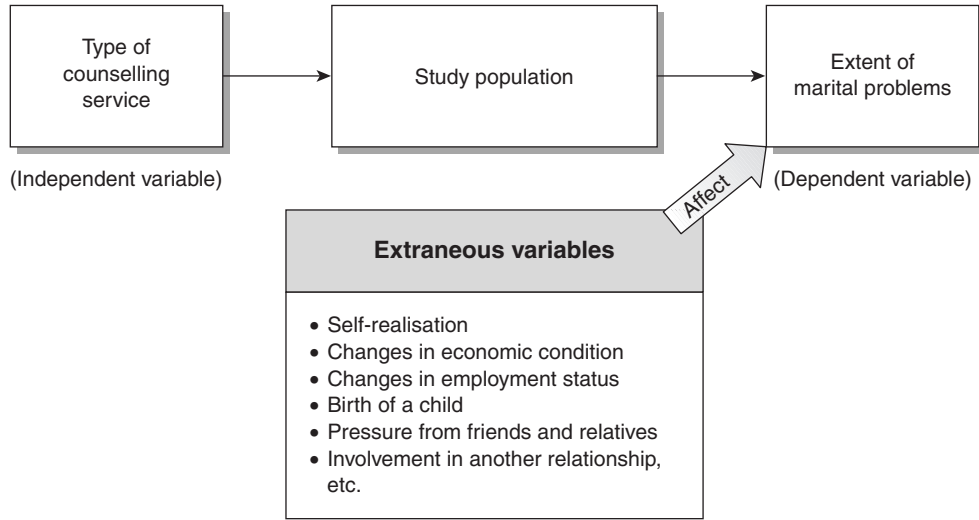 Type of
counselling
service
Study population
Extent of
marital problems
(Independent variable)
(Dependent variable)
Affect
Extraneous variables
• Self-realisation
• Changes in economic condition
• Changes in employment status
• Birth of a child
• Pressure from friends and relatives
• Involvement in another relationship,
etc.